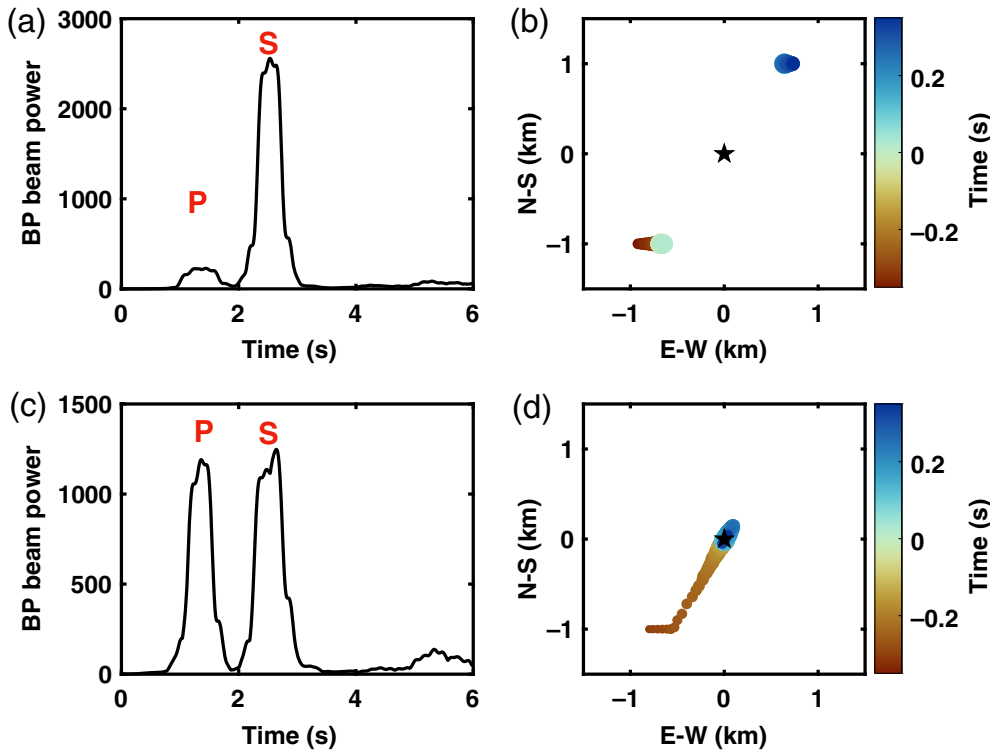 (a)
3000
2000
1000
0
BP beam power
P
S
0 2 4 6
Time (s)
(b)
1
0
−1
N-S (km)
−1 0 1
E-W (km)
0.2
0
−0.2
Time (s)
(c)
1500
1000
500
0
BP beam power
P
S
0 2 4 6
Time (s)
(d)
1
0
−1
N-S (km)
−1 0 1
E-W (km)
0.2
0
−0.2
Time (s)